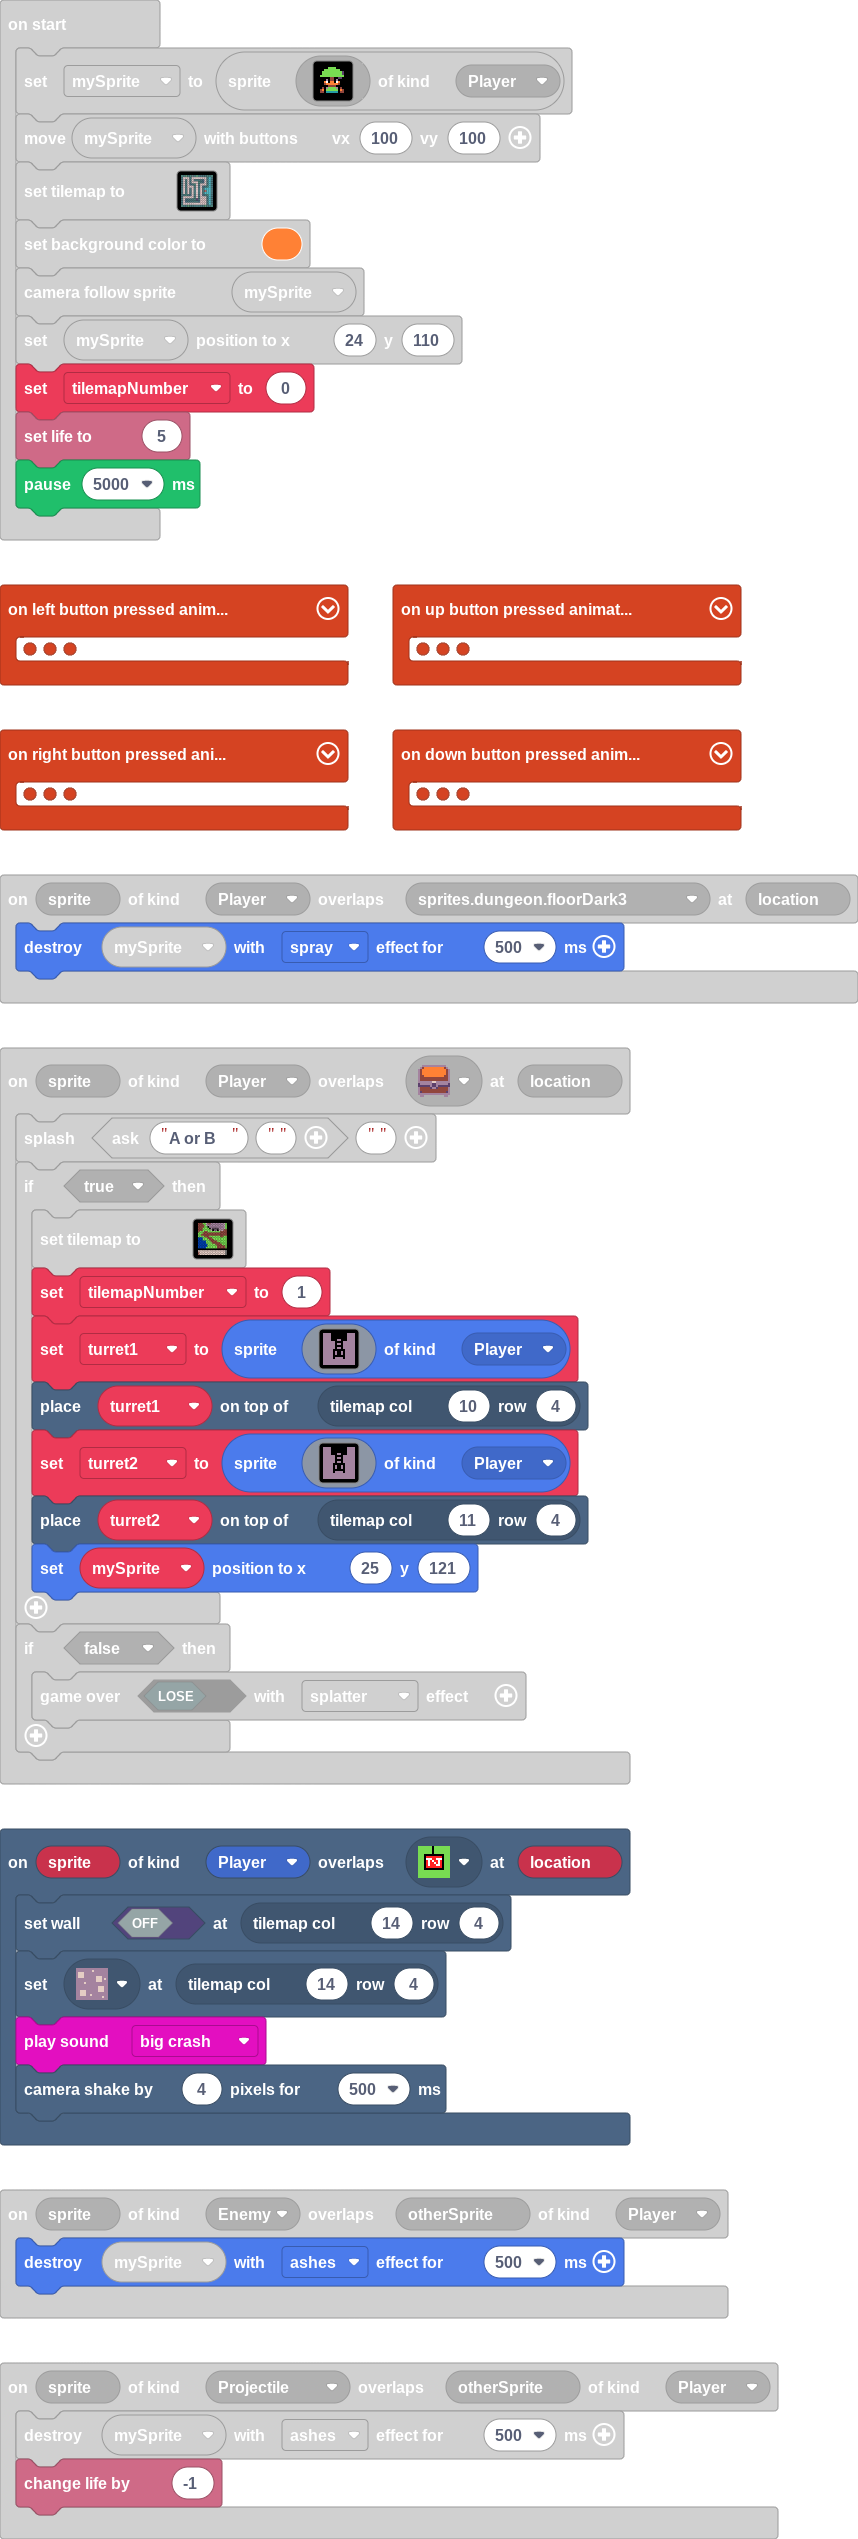 on start
set mySprite to sprite of kind Player
move mySprite with buttons vx 100 vy 100
set tilemap to
set background color to
camera follow sprite mySprite
set mySprite position to x 24 y 110
set tilemapNumber to 0
set life to 5
pause 5000 ms
on left button pressed anim...
on up button pressed animat...
on right button pressed ani...
on down button pressed anim...
on sprite of kind Player overlaps sprites.dungeon.floorDark3 at location
destroy mySprite with spray effect for 500 ms
on sprite of kind Player overlaps at location
splash ask "A or B" "" ""
if true then
set tilemap to
set tilemapNumber to 1
set turret1 to sprite of kind Player
place turret1 on top of tilemap col 10 row 4
set turret2 to sprite of kind Player
place turret2 on top of tilemap col 11 row 4
set mySprite position to x 25 y 121
if false then
game over LOSE with splatter effect
on sprite of kind Player overlaps at location
set wall OFF at tilemap col 14 row 4
set at tilemap col 14 row 4
play sound big crash
camera shake by 4 pixels for 500 ms
on sprite of kind Enemy overlaps otherSprite of kind Player
destroy mySprite with ashes effect for 500 ms
on sprite of kind Projectile overlaps otherSprite of kind Player
destroy mySprite with ashes effect for 500 ms
change life by -1